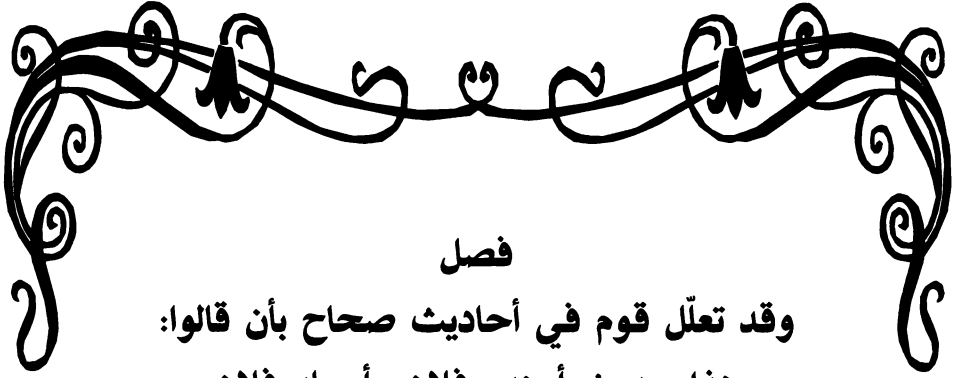 فصل
وقد تعلّل قوم في أحاديث صحاح بأن قالوا: